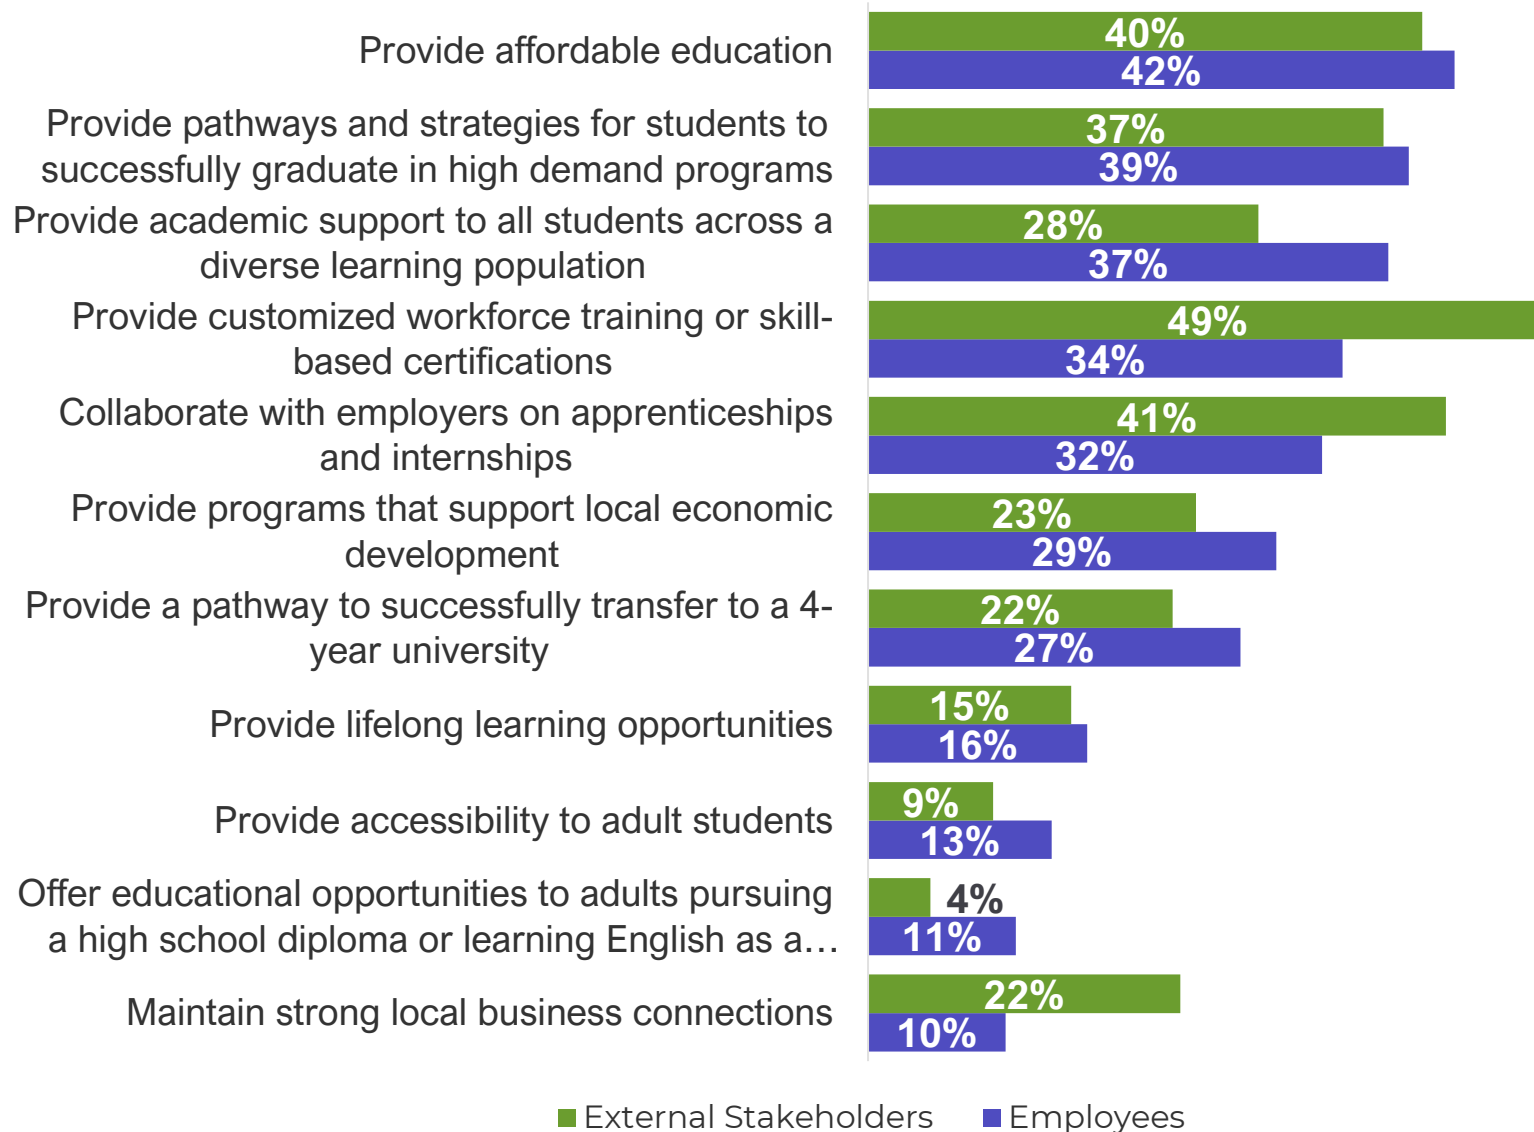 Provide affordable education
40%
42%
Provide pathways and strategies for students to
successfully graduate in high demand programs
37%
39%
Provide academic support to all students across a
diverse learning population
28%
37%
Provide customized workforce training or skill-
based certifications
49%
34%
Collaborate with employers on apprenticeships
and internships
41%
32%
Provide programs that support local economic
development
23%
29%
Provide a pathway to successfully transfer to a 4-
year university
22%
27%
Provide lifelong learning opportunities
15%
16%
Provide accessibility to adult students
9%
13%
Offer educational opportunities to adults pursuing
a high school diploma or learning English as a…
4%
11%
Maintain strong local business connections
22%
10%
External Stakeholders Employees